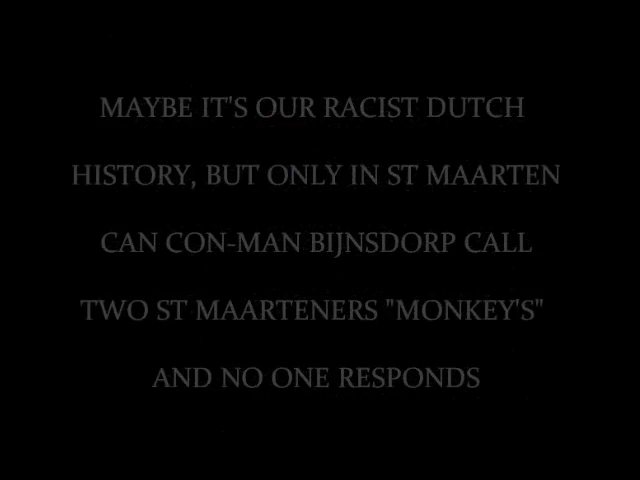 MAYBE IT'S OUR RACIST DUTCH
HISTORY, BUT ONLY IN ST MAARTEN
CAN CON-MAN BIJNSDORP CALL
TWO ST MAARTENERS "MONKEY'S"
AND NO ONE RESPONDS